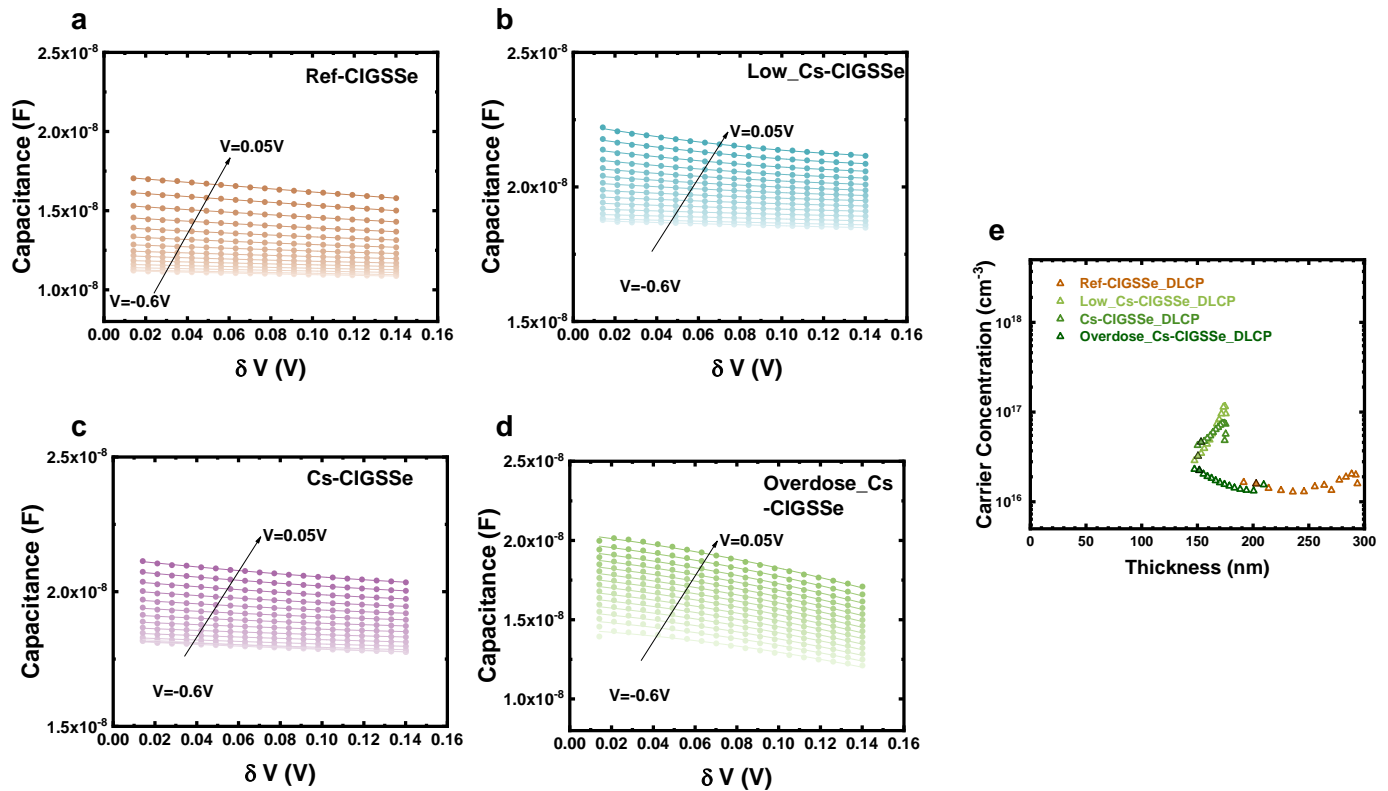 a
Ref-CIGSSe
2.5x10-8
2.0x10-8
1.5x10-8
1.0x10-8
Capacitance (F)
V=0.05V
V=-0.6V
0.00 0.02 0.04 0.06 0.08 0.10 0.12 0.14 0.16
δ V (V)
b
Low_Cs-CIGSSe
2.5x10-8
2.0x10-8
1.5x10-8
Capacitance (F)
V=0.05V
V=-0.6V
0.00 0.02 0.04 0.06 0.08 0.10 0.12 0.14 0.16
δ V (V)
c
Cs-CIGSSe
2.5x10-8
2.0x10-8
1.5x10-8
Capacitance (F)
V=0.05V
V=-0.6V
0.00 0.02 0.04 0.06 0.08 0.10 0.12 0.14 0.16
δ V (V)
d
Overdose_Cs
-CIGSSe
2.5x10-8
2.0x10-8
1.5x10-8
1.0x10-8
Capacitance (F)
V=0.05V
V=-0.6V
0.00 0.02 0.04 0.06 0.08 0.10 0.12 0.14 0.16
δ V (V)
e
Ref-CIGSSe_DLCP
Low_Cs-CIGSSe_DLCP
Cs-CIGSSe_DLCP
Overdose_Cs-CIGSSe_DLCP
1018
1017
1016
Carrier Concentration (cm-3)
0 50 100 150 200 250 300
Thickness (nm)